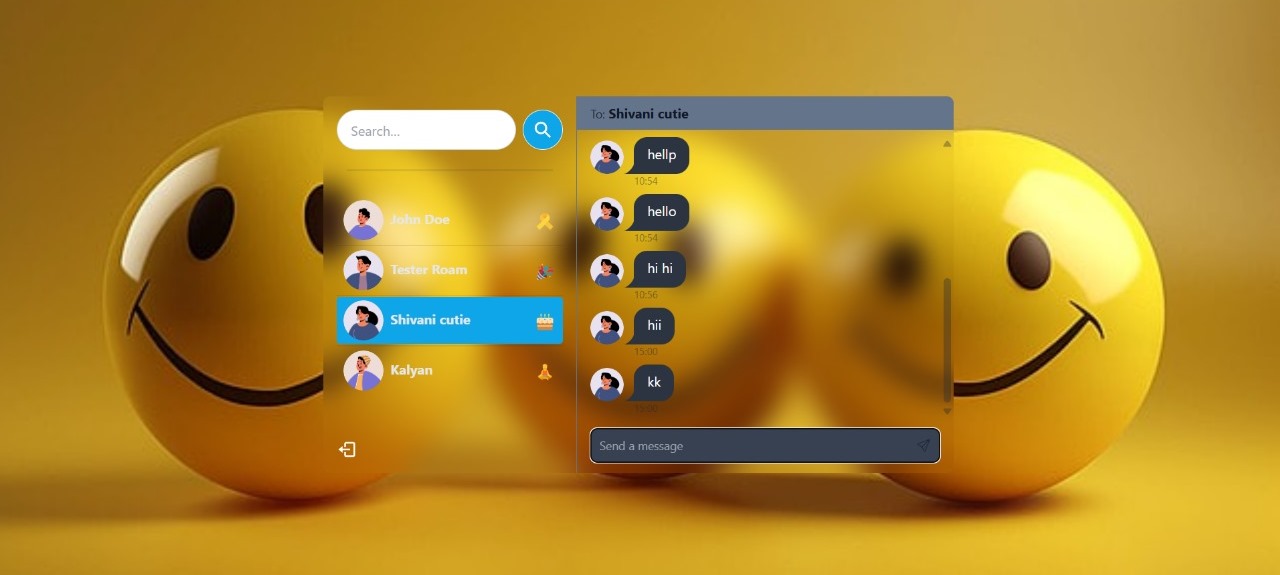 Search...
John Doe
Tester Roam
Shivani cutie
Kalyan
To: Shivani cutie
hellp
10:54
hello
10:54
hi hi
10:56
hii
15:00
kk
15:00
Send a message